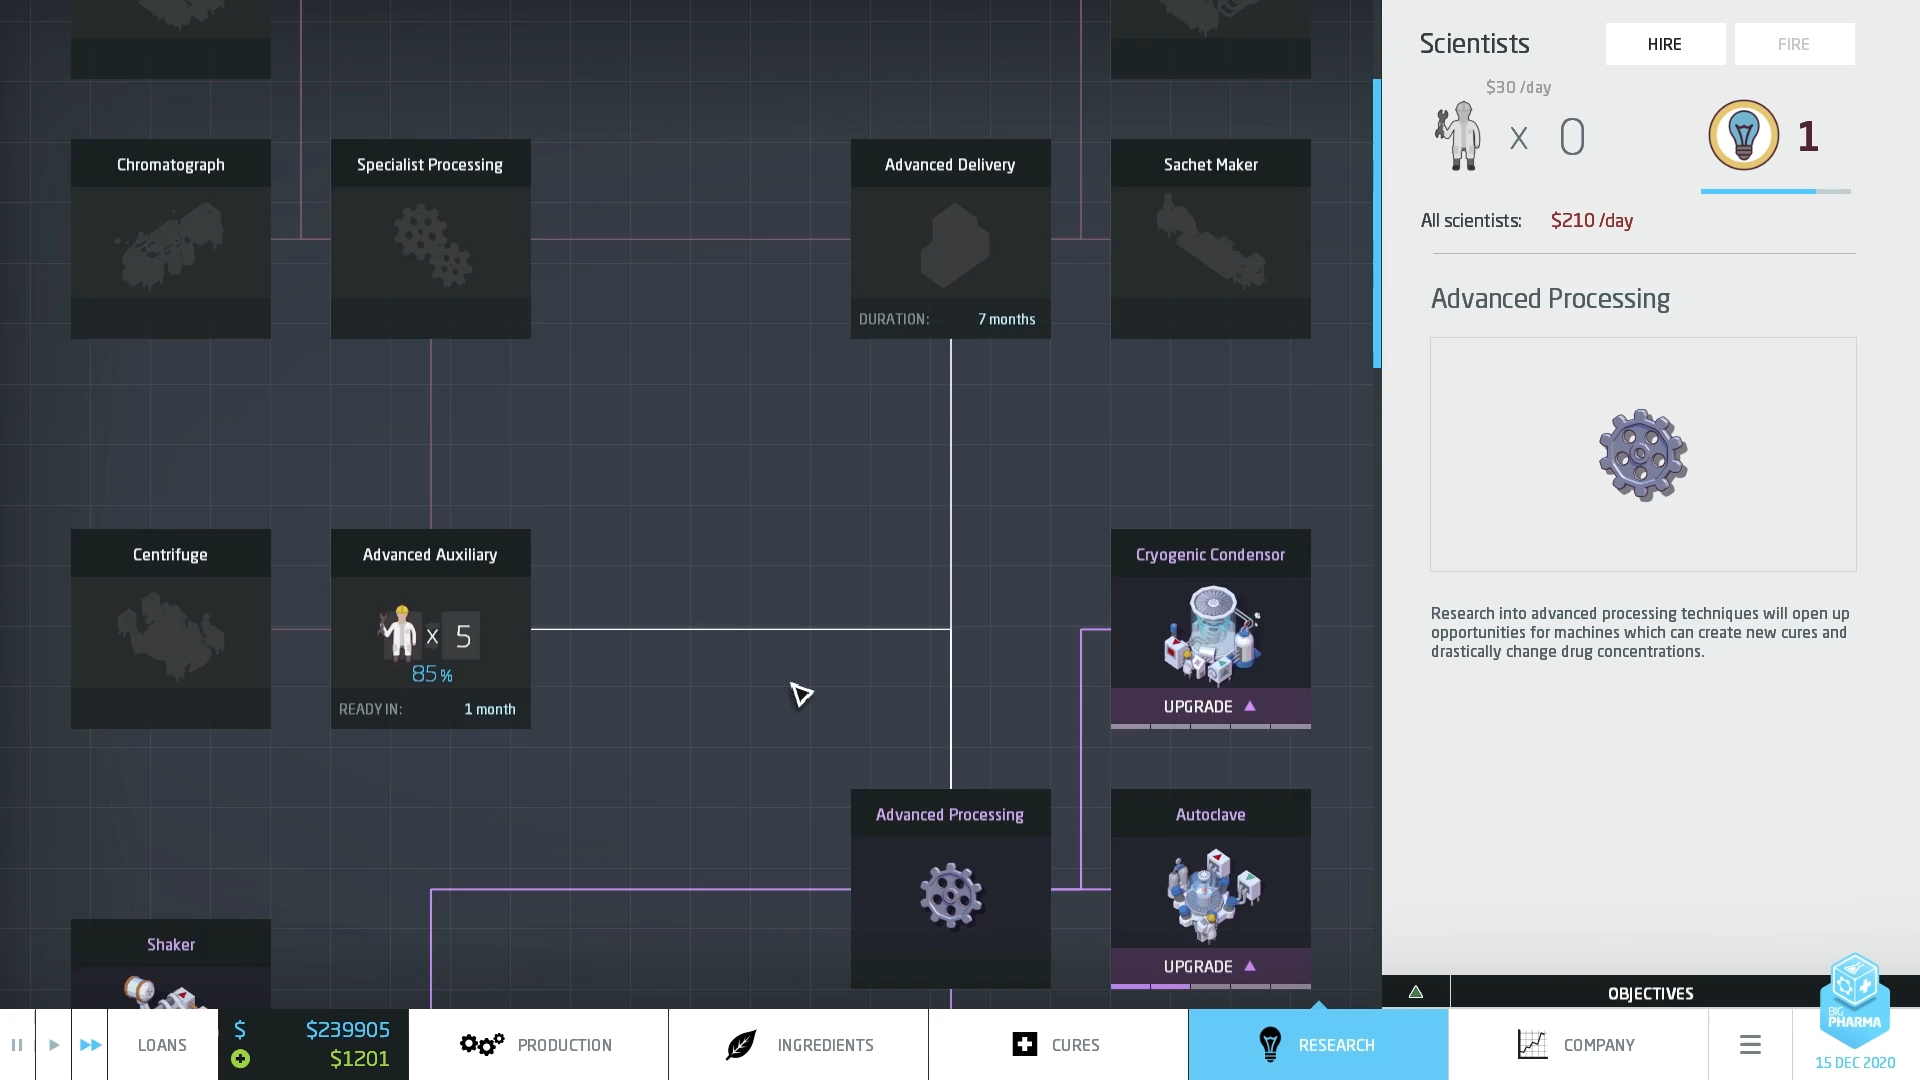 Scientists
HIRE
FIRE
$30 /day
X 0
1
All scientists: $210 /day
Chromatograph
Specialist Processing
Advanced Delivery
Sachet Maker
DURATION: 7 months
Advanced Processing
Centrifuge
Advanced Auxiliary
X 5
85%
READY IN: 1 month
Cryogenic Condensor
UPGRADE
Research into advanced processing techniques will open up
opportunities for machines which can create new cures and
drastically change drug concentrations.
Advanced Processing
Autoclave
UPGRADE
Shaker
OBJECTIVES
LOANS
$ $239905
$1201
PRODUCTION
INGREDIENTS
CURES
RESEARCH
COMPANY
BIG
PHARMA
15 DEC 2020